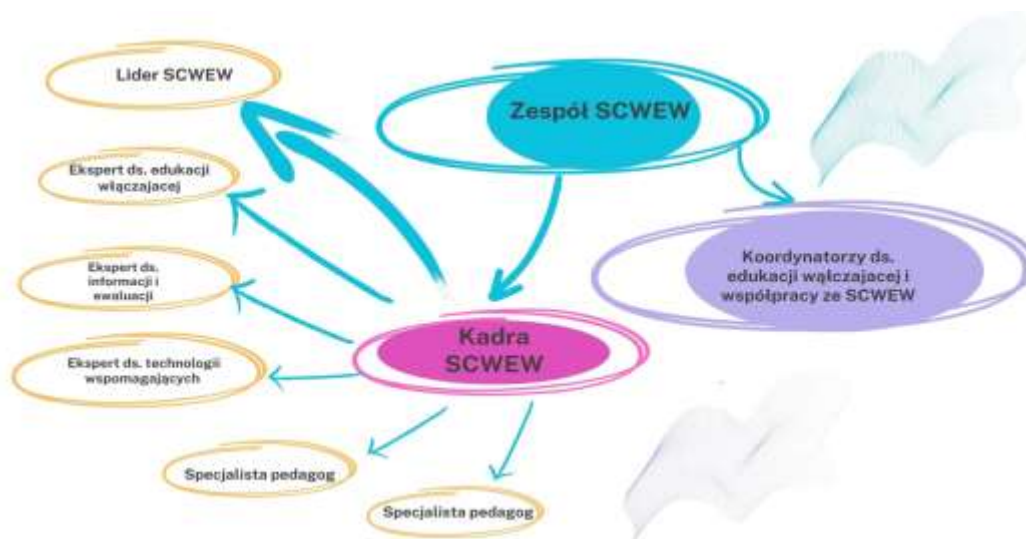 Lider SCWEW
Zespół SCWEW
Ekspert ds. edukacji
włączajacej
Koordynatorzy ds.
edukacji wąłczajacej i
współpracy ze SCWEW
Ekspert ds.
informacji i
ewaluacji
Kadra
SCWEW
Ekspert ds. technologii
wspomagających
Specjalista pedagog
Specjalista pedagog